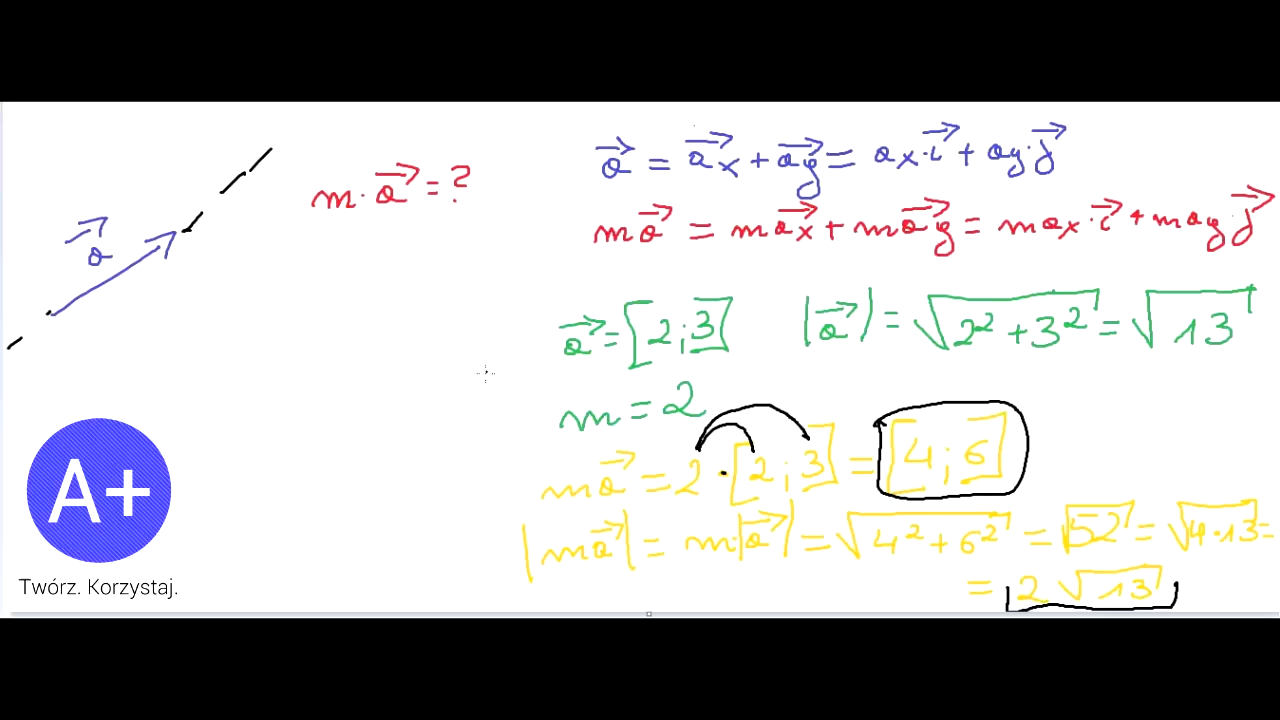 m·a⃗ = ?
a⃗ = a⃗x + a⃗y = ax·i⃗ + ay·j⃗
ma⃗ = ma⃗x + ma⃗y = max·i⃗ + may·j⃗
a⃗
a⃗ = [2;3] |a⃗| = √(2² + 3²) = √13
m = 2
ma⃗ = 2·[2;3] = [4;6]
|ma⃗| = m·|a⃗| = √(4² + 6²) = √52 = √(4·13) =
= 2√13
A+
Twórz. Korzystaj.